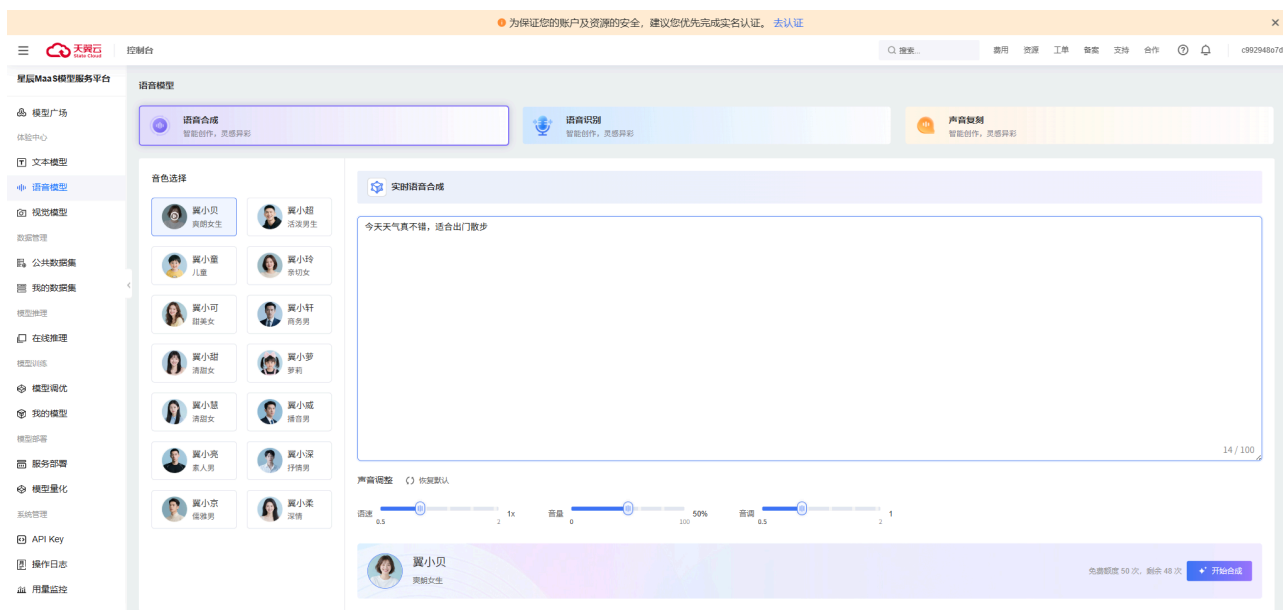 为保证您的账户及资源的安全，建议您优先完成实名认证。 去认证
天翼云 State Cloud 控制台 搜索... 费用 资源 工单 备案 支持 合作 c992948o7d
星辰MaaS模型服务平台
模型广场
体验中心
文本模型
语音模型
视觉模型
数据管理
公共数据集
我的数据集
模型推理
在线推理
模型训练
模型调优
我的模型
模型部署
服务部署
模型量化
系统管理
API Key
操作日志
用量监控
语音模型
语音合成
智能创作，灵感异彩
语音识别
智能创作，灵感异彩
声音复刻
智能创作，灵感异彩
音色选择
翼小贝
爽朗女生
翼小超
活泼男生
翼小童
儿童
翼小玲
亲切女
翼小可
甜美女
翼小轩
商务男
翼小甜
清甜女
翼小萝
萝莉
翼小慧
清甜女
翼小威
播音男
翼小亮
素人男
翼小深
抒情男
翼小京
儒雅男
翼小柔
深情
实时语音合成
今天天气真不错，适合出门散步
14 / 100
声音调整 恢复默认
语速 0.5 2 1x 音量 0 100 50% 音调 0.5 2 1
翼小贝
爽朗女生
免费额度 50 次，剩余 48 次 开始合成